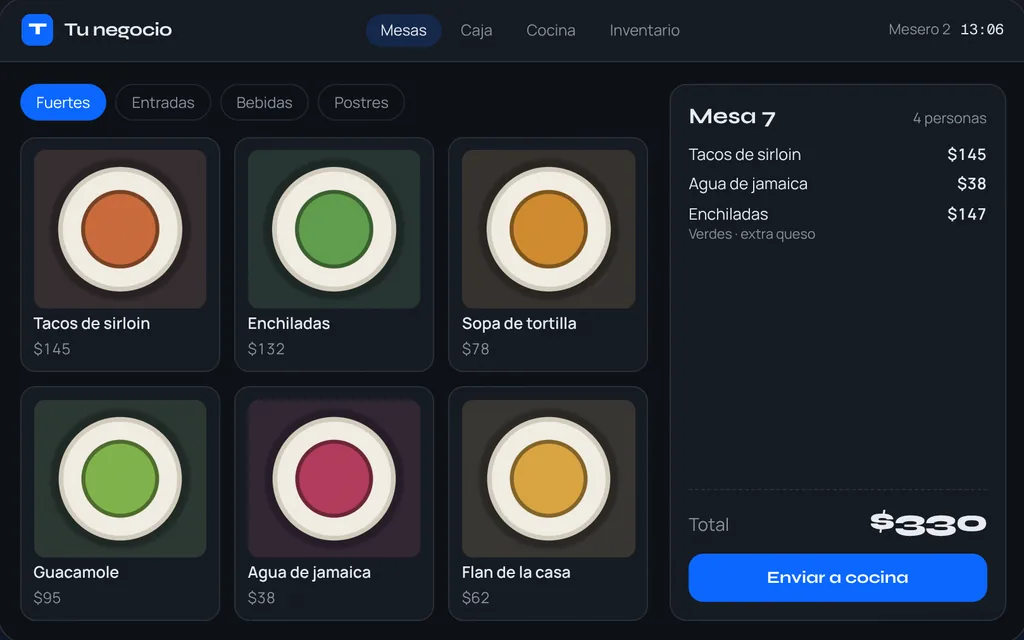 T Tu negocio
Mesas Caja Cocina Inventario
Mesero 2 13:06
Fuertes Entradas Bebidas Postres
Tacos de sirloin
$145
Enchiladas
$132
Sopa de tortilla
$78
Guacamole
$95
Agua de jamaica
$38
Flan de la casa
$62
Mesa 7 4 personas
Tacos de sirloin $145
Agua de jamaica $38
Enchiladas $147
Verdes · extra queso
Total $330
Enviar a cocina